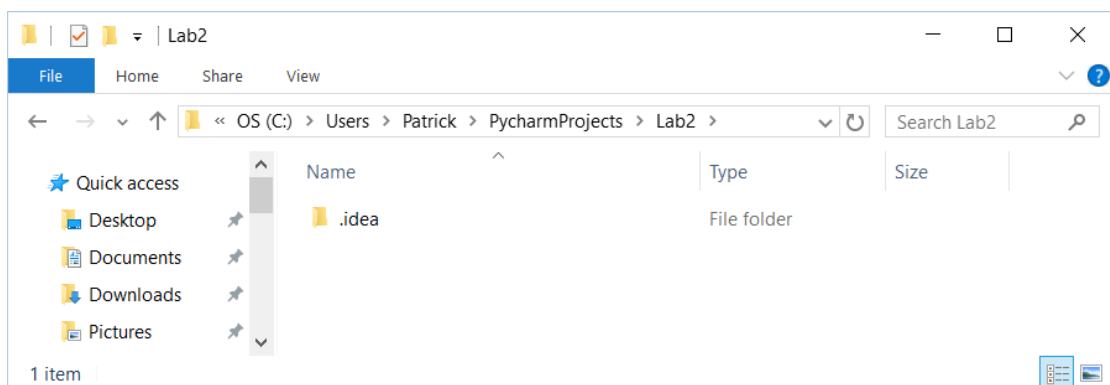 Lab2
File Home Share View ?
« OS (C:) > Users > Patrick > PycharmProjects > Lab2 > Search Lab2
Name Type Size
Quick access
.idea File folder
Desktop
Documents
Downloads
Pictures
1 item